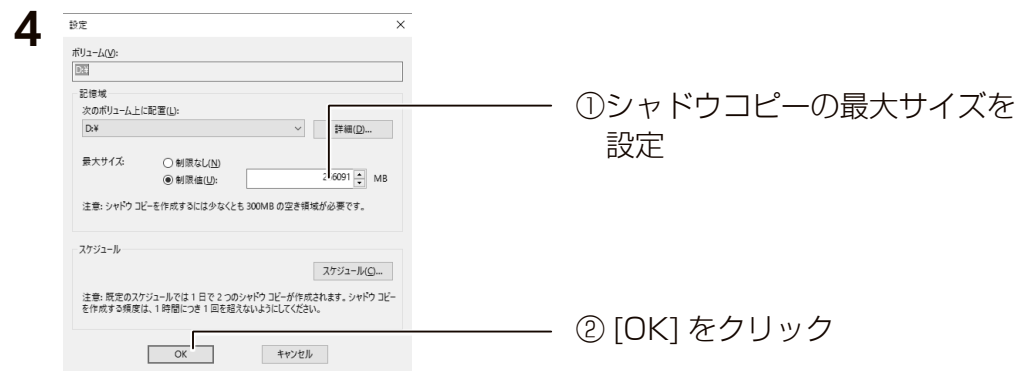 4
設定
ボリューム(V):
D:¥
記憶域
次のボリューム上に配置(L):
D:¥
詳細(D)...
最大サイズ:
制限なし(N)
制限値(U):
MB
注意: シャドウ コピーを作成するには少なくとも 300MB の空き領域が必要です。
スケジュール
スケジュール(C)...
注意: 既定のスケジュールでは 1 日で 2 つのシャドウ コピーが作成されます。シャドウ コピー
を作成する頻度は、1 時間につき 1 回を超えないようにしてください。
OK
キャンセル
①シャドウコピーの最大サイズを
設定
② [OK] をクリック